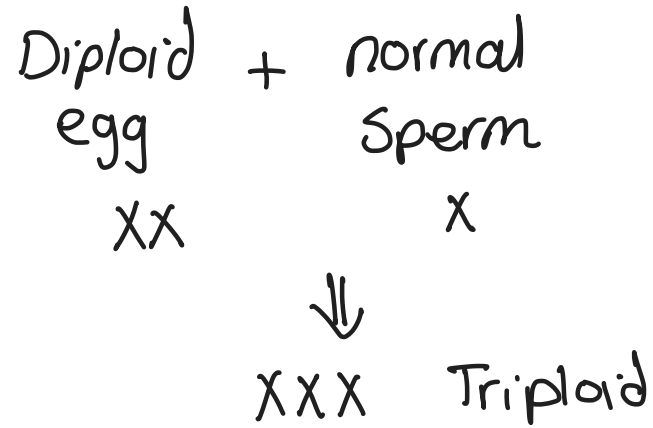 Diploid + normal
egg sperm
XX X
⇓
XXX Triploid